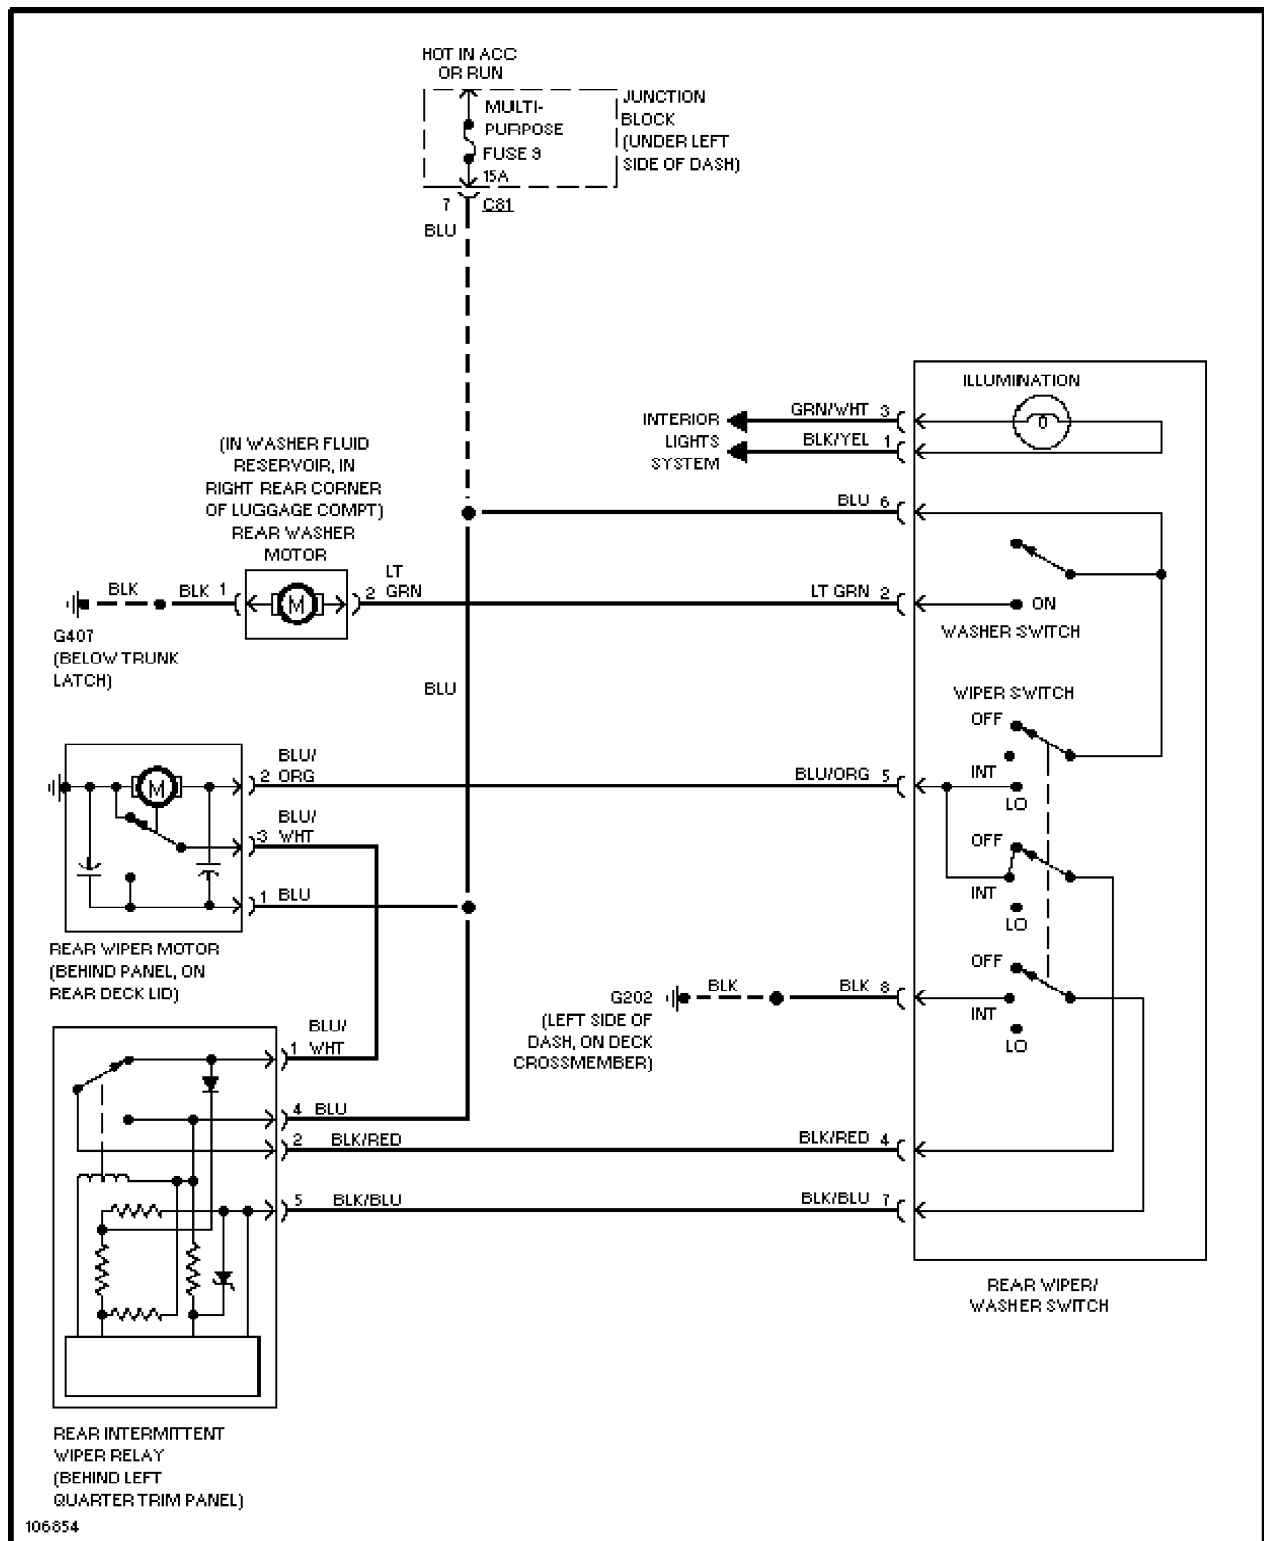 HOT IN ACC
OR RUN
MULTI-
PURPOSE
FUSE 9
15A
JUNCTION
BLOCK
(UNDER LEFT
SIDE OF DASH)
7 C81
BLU
ILLUMINATION
INTERIOR
LIGHTS
SYSTEM
GRN/WHT 3
BLK/YEL 1
BLU 6
(IN WASHER FLUID
RESERVOIR, IN
RIGHT REAR CORNER
OF LUGGAGE COMPT)
REAR WASHER
MOTOR
BLK
BLK 1
M
2
LT
GRN
LT GRN 2
ON
WASHER SWITCH
G407
(BELOW TRUNK
LATCH)
BLU
WIPER SWITCH
OFF
INT
LO
BLU/
2 ORG
BLU/ORG 5
M
BLU/
3 WHT
1 BLU
OFF
INT
LO
REAR WIPER MOTOR
(BEHIND PANEL, ON
REAR DECK LID)
OFF
INT
LO
G202
BLK
BLK 8
(LEFT SIDE OF
DASH, ON DECK
CROSSMEMBER)
BLU/
1 WHT
4 BLU
2 BLK/RED
BLK/RED 4
5 BLK/BLU
BLK/BLU 7
REAR WIPER/
WASHER SWITCH
REAR INTERMITTENT
WIPER RELAY
(BEHIND LEFT
QUARTER TRIM PANEL)
106854